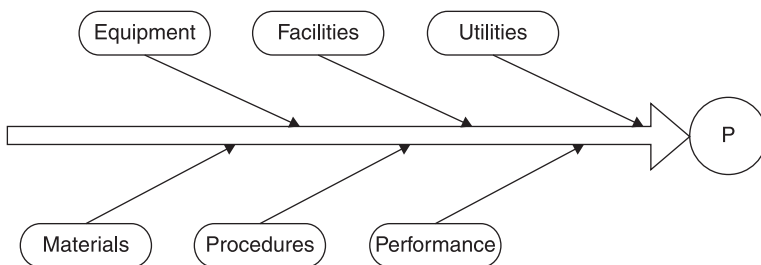 Equipment
Facilities
Utilities
P
Materials
Procedures
Performance